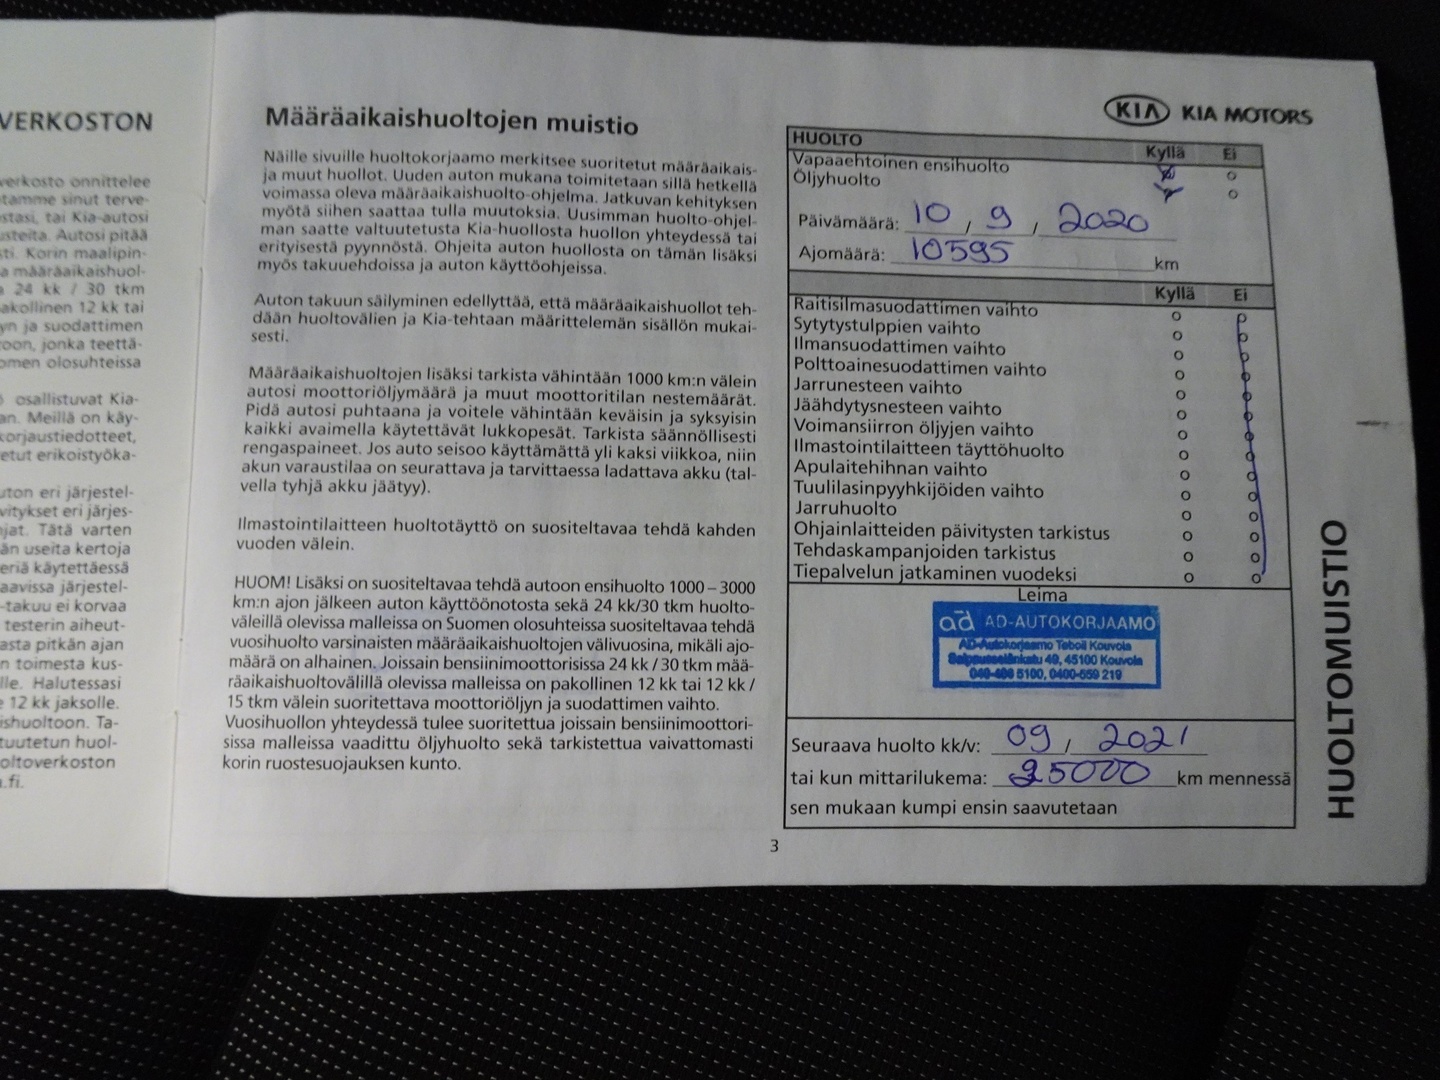 VERKOSTON
verkosto onnittelee
tamme sinut terve-
stasi, tai Kia-autosi
usteita. Autosi pitää
sti. Korin maalipin-
a määräaikaishuol-
a 24 kk / 30 tkm
akollinen 12 kk tai
yn ja suodattimen
toon, jonka teettä-
omen olosuhteissa
ö osallistuvat Kia-
an. Meillä on käy-
korjaustiedotteet,
etut erikoistyöka-
uton eri järjestel-
vitykset eri järjes-
jat. Tätä varten
än useita kertoja
eriä käytettäessä
aavissa järjestel-
-takuu ei korvaa
testerin aiheut-
asta pitkän ajan
n toimesta kus-
lle. Halutessasi
e 12 kk jaksolle.
ishuoltoon. Ta-
tuutetun huol-
oltoverkoston
.fi.
Määräaikaishuoltojen muistio
Näille sivuille huoltokorjaamo merkitsee suoritetut määräaikais-
ja muut huollot. Uuden auton mukana toimitetaan sillä hetkellä
voimassa oleva määräaikaishuolto-ohjelma. Jatkuvan kehityksen
myötä siihen saattaa tulla muutoksia. Uusimman huolto-ohjel-
man saatte valtuutetusta Kia-huollosta huollon yhteydessä tai
erityisestä pyynnöstä. Ohjeita auton huollosta on tämän lisäksi
myös takuuehdoissa ja auton käyttöohjeissa.
Auton takuun säilyminen edellyttää, että määräaikaishuollot teh-
dään huoltovälien ja Kia-tehtaan määrittelemän sisällön mukai-
sesti.
Määräaikaishuoltojen lisäksi tarkista vähintään 1000 km:n välein
autosi moottoriöljymäärä ja muut moottoritilan nestemäärät.
Pidä autosi puhtaana ja voitele vähintään keväisin ja syksyisin
kaikki avaimella käytettävät lukkopesät. Tarkista säännöllisesti
rengaspaineet. Jos auto seisoo käyttämättä yli kaksi viikkoa, niin
akun varaustilaa on seurattava ja tarvittaessa ladattava akku (tal-
vella tyhjä akku jäätyy).
Ilmastointilaitteen huoltotäyttö on suositeltavaa tehdä kahden
vuoden välein.
HUOM! Lisäksi on suositeltavaa tehdä autoon ensihuolto 1000 – 3000
km:n ajon jälkeen auton käyttöönotosta sekä 24 kk/30 tkm huolto-
väleillä olevissa malleissa on Suomen olosuhteissa suositeltavaa tehdä
vuosihuolto varsinaisten määräaikaishuoltojen välivuosina, mikäli ajo-
määrä on alhainen. Joissain bensiinimoottorisissa 24 kk / 30 tkm mää-
räaikaishuoltovälillä olevissa malleissa on pakollinen 12 kk tai 12 kk /
15 tkm välein suoritettava moottoriöljyn ja suodattimen vaihto.
Vuosihuollon yhteydessä tulee suoritettua joissain bensiinimoottori-
sissa malleissa vaadittu öljyhuolto sekä tarkistettua vaivattomasti
korin ruostesuojauksen kunto.
KIA KIA MOTORS
HUOLTO Kyllä Ei
Vapaaehtoinen ensihuolto
Öljyhuolto
Päivämäärä: 10 , 9 , 2020
Ajomäärä: 10595 km
Kyllä Ei
Raitisilmasuodattimen vaihto
Sytytystulppien vaihto
Ilmansuodattimen vaihto
Polttoainesuodattimen vaihto
Jarrunesteen vaihto
Jäähdytysnesteen vaihto
Voimansiirron öljyjen vaihto
Ilmastointilaitteen täyttöhuolto
Apulaitehihnan vaihto
Tuulilasinpyyhkijöiden vaihto
Jarruhuolto
Ohjainlaitteiden päivitysten tarkistus
Tehdaskampanjoiden tarkistus
Tiepalvelun jatkaminen vuodeksi
Leima
ad AD-AUTOKORJAAMO
AD-Autokorjaamo Teboil Kouvola
Salpausselänkatu 49, 45100 Kouvola
5100, 0400-559 219
Seuraava huolto kk/v: 09 / 2021
tai kun mittarilukema: 25000 km mennessä
sen mukaan kumpi ensin saavutetaan
3
HUOLTOMUISTIO